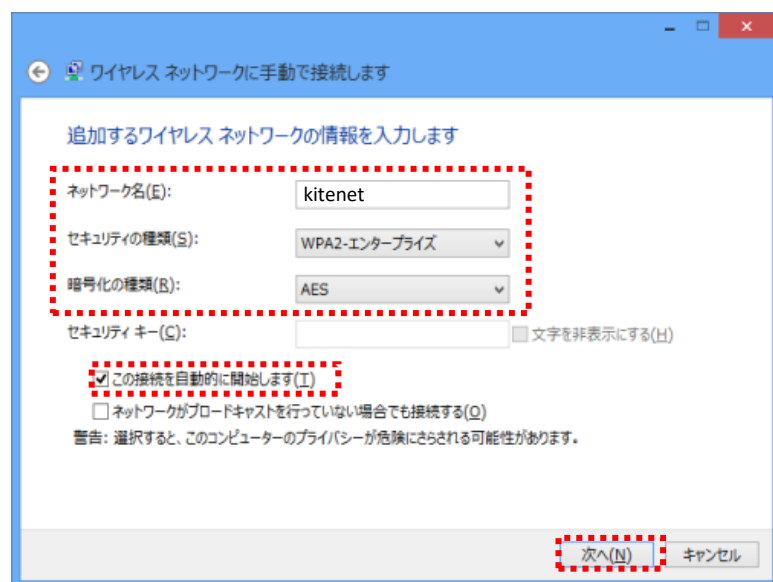 ワイヤレス ネットワークに手動で接続します
追加するワイヤレス ネットワークの情報を入力します
ネットワーク名(E): kitenet
セキュリティの種類(S): WPA2-エンタープライズ
暗号化の種類(R): AES
セキュリティ キー(C): 文字を非表示にする(H)
この接続を自動的に開始します(T)
ネットワークがブロードキャストを行っていない場合でも接続する(O)
警告: 選択すると、このコンピューターのプライバシーが危険にさらされる可能性があります。
次へ(N) キャンセル